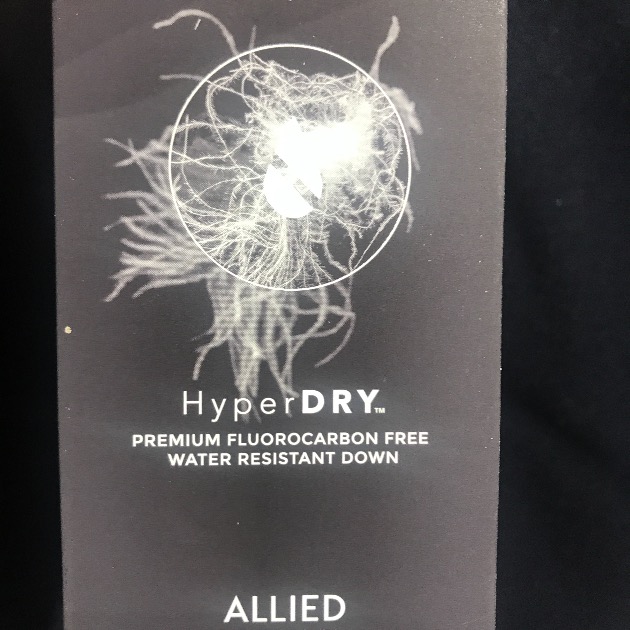 HyperDRY™
PREMIUM FLUOROCARBON FREE
WATER RESISTANT DOWN
ALLIED